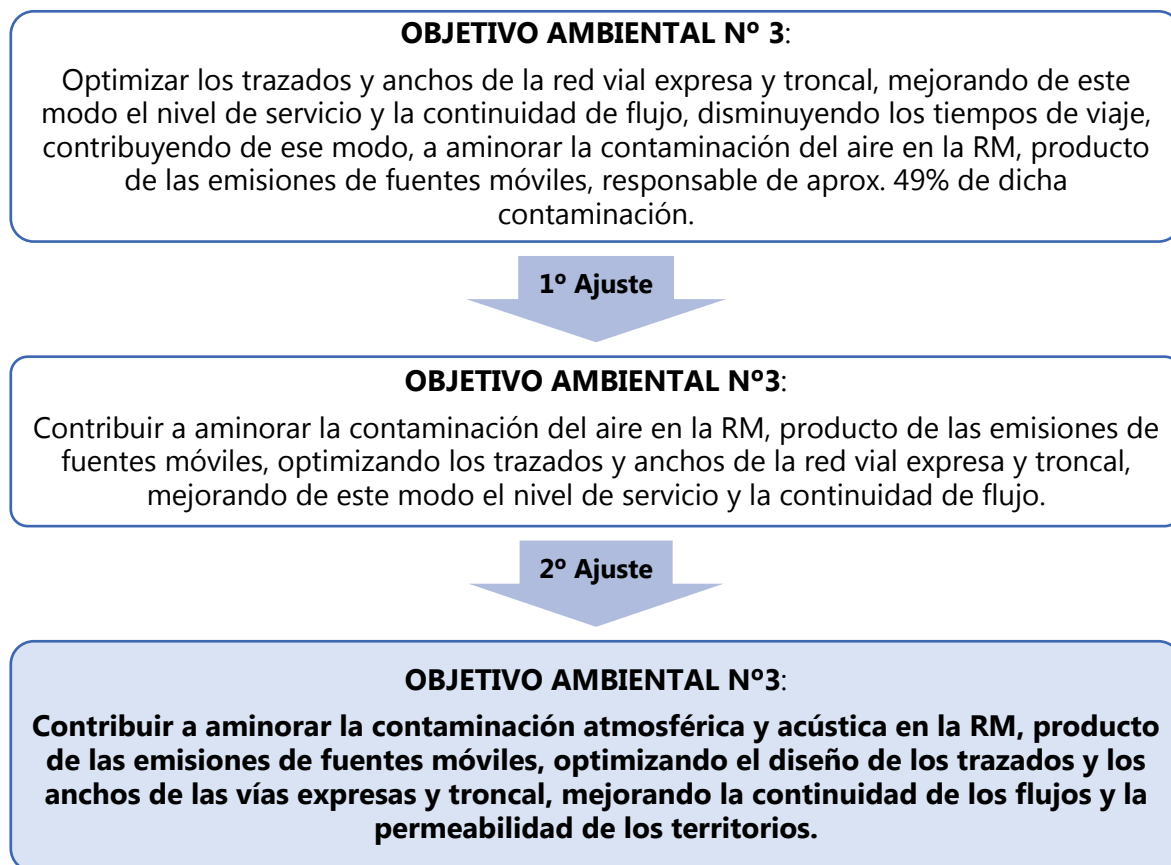 OBJETIVO AMBIENTAL Nº 3:
Optimizar los trazados y anchos de la red vial expresa y troncal, mejorando de este
modo el nivel de servicio y la continuidad de flujo, disminuyendo los tiempos de viaje,
contribuyendo de ese modo, a aminorar la contaminación del aire en la RM, producto
de las emisiones de fuentes móviles, responsable de aprox. 49% de dicha
contaminación.
1º Ajuste
OBJETIVO AMBIENTAL Nº3:
Contribuir a aminorar la contaminación del aire en la RM, producto de las emisiones de
fuentes móviles, optimizando los trazados y anchos de la red vial expresa y troncal,
mejorando de este modo el nivel de servicio y la continuidad de flujo.
2º Ajuste
OBJETIVO AMBIENTAL Nº3:
Contribuir a aminorar la contaminación atmosférica y acústica en la RM, producto
de las emisiones de fuentes móviles, optimizando el diseño de los trazados y los
anchos de las vías expresas y troncal, mejorando la continuidad de los flujos y la
permeabilidad de los territorios.